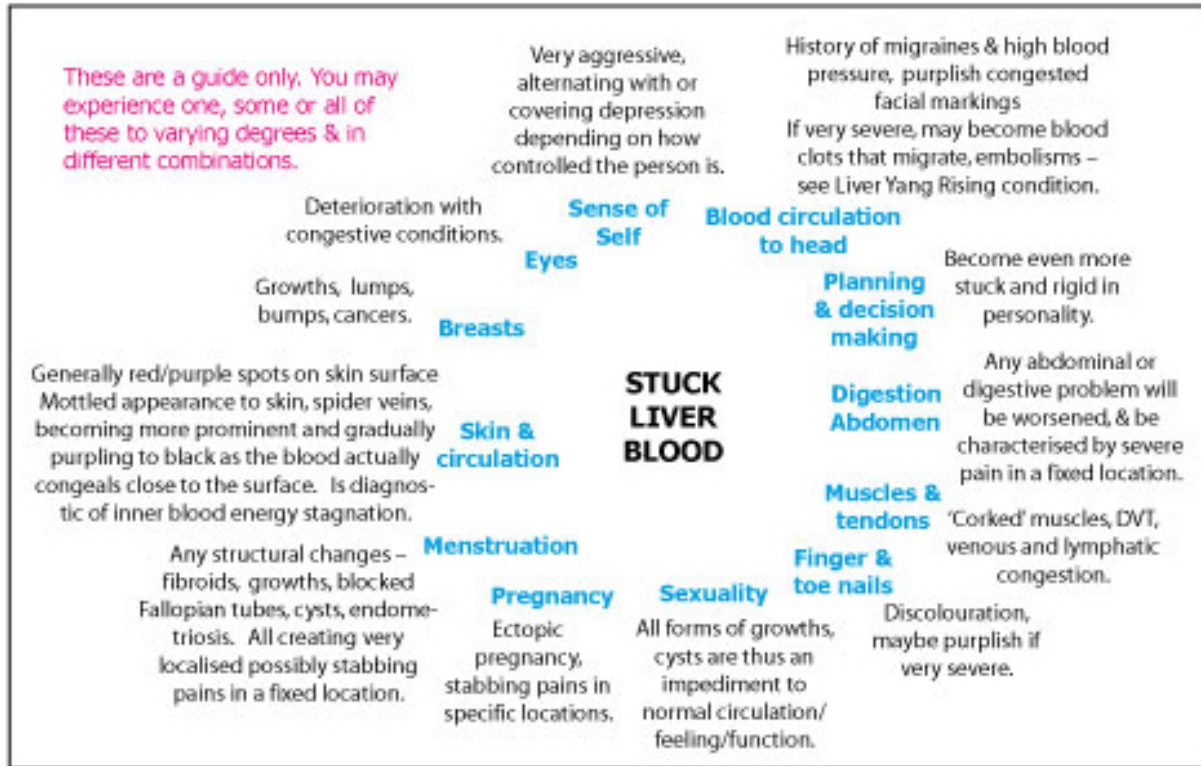 These are a guide only. You may
experience one, some or all of
these to varying degrees & in
different combinations.
Very aggressive,
alternating with or
covering depression
depending on how
controlled the person is.
Sense of
Self
History of migraines & high blood
pressure, purplish congested
facial markings
If very severe, may become blood
clots that migrate, embolisms –
see Liver Yang Rising condition.
Blood circulation
to head
Deterioration with
congestive conditions.
Eyes
Become even more
stuck and rigid in
personality.
Planning
& decision
making
Growths, lumps,
bumps, cancers.
Breasts
STUCK
LIVER
BLOOD
Any abdominal or
digestive problem will
be worsened, & be
characterised by severe
pain in a fixed location.
Digestion
Abdomen
Generally red/purple spots on skin surface
Mottled appearance to skin, spider veins,
becoming more prominent and gradually
purpling to black as the blood actually
congeals close to the surface. Is diagnos-
tic of inner blood energy stagnation.
Skin &
circulation
Muscles &
tendons
'Corked' muscles, DVT,
venous and lymphatic
congestion.
Menstruation
Any structural changes –
fibroids, growths, blocked
Fallopian tubes, cysts, endome-
triosis. All creating very
localised possibly stabbing
pains in a fixed location.
Pregnancy
Ectopic
pregnancy,
stabbing pains in
specific locations.
Sexuality
All forms of growths,
cysts are thus an
impediment to
normal circulation/
feeling/function.
Finger &
toe nails
Discolouration,
maybe purplish if
very severe.